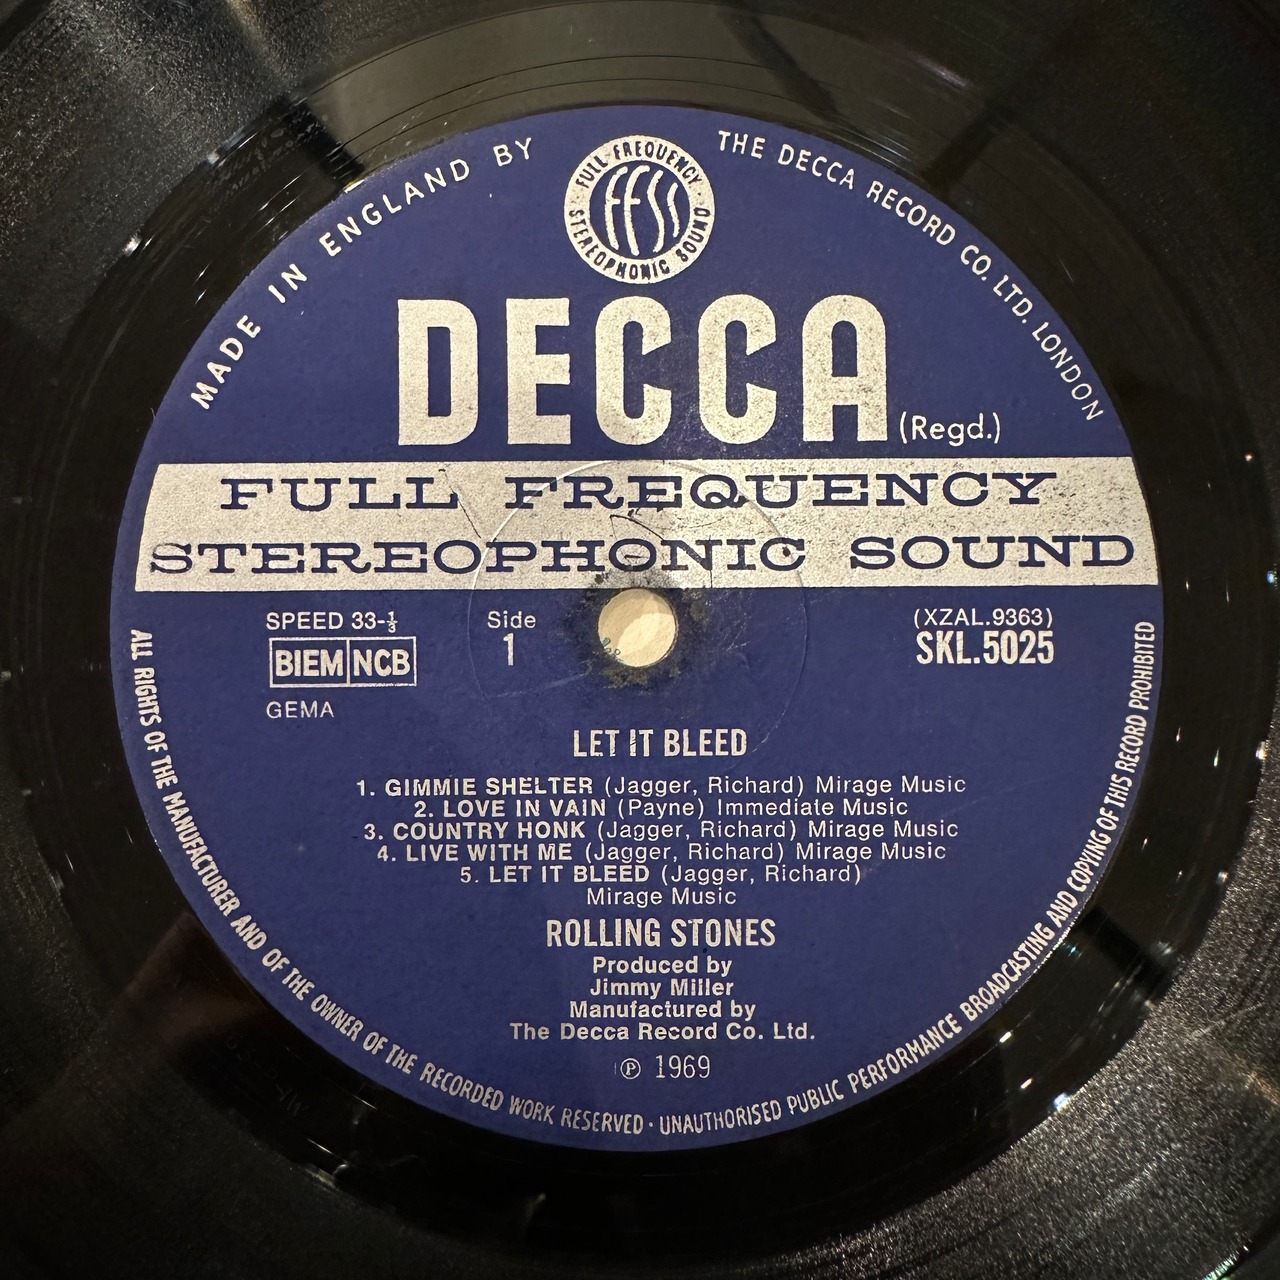 MADE IN ENGLAND BY THE DECCA RECORD CO. LTD. LONDON
FULL FREQUENCY
FFSS
STEREOPHONIC SOUND
DECCA (Regd.)
FULL FREQUENCY
STEREOPHONIC SOUND
SPEED 33-⅓
BIEM NCB
GEMA
Side
1
(XZAL.9363)
SKL.5025
LET IT BLEED
1. GIMMIE SHELTER (Jagger, Richard) Mirage Music
2. LOVE IN VAIN (Payne) Immediate Music
3. COUNTRY HONK (Jagger, Richard) Mirage Music
4. LIVE WITH ME (Jagger, Richard) Mirage Music
5. LET IT BLEED (Jagger, Richard)
Mirage Music
ROLLING STONES
Produced by
Jimmy Miller
Manufactured by
The Decca Record Co. Ltd.
℗ 1969
ALL RIGHTS OF THE MANUFACTURER AND OF THE OWNER OF THE RECORDED WORK RESERVED · UNAUTHORISED PUBLIC PERFORMANCE BROADCASTING AND COPYING OF THIS RECORD PROHIBITED